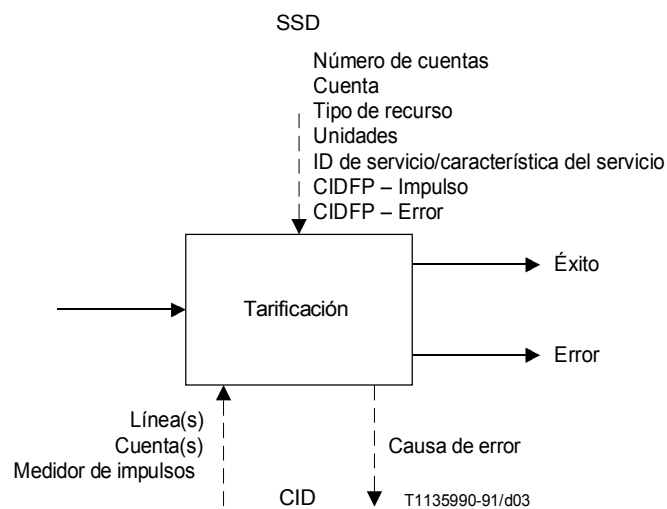 SSD
Número de cuentas
Cuenta
Tipo de recurso
Unidades
ID de servicio/característica del servicio
CIDFP – Impulso
CIDFP – Error
Éxito
Tarificación
Error
Línea(s)
Cuenta(s)
Medidor de impulsos
Causa de error
CID
T1135990-91/d03